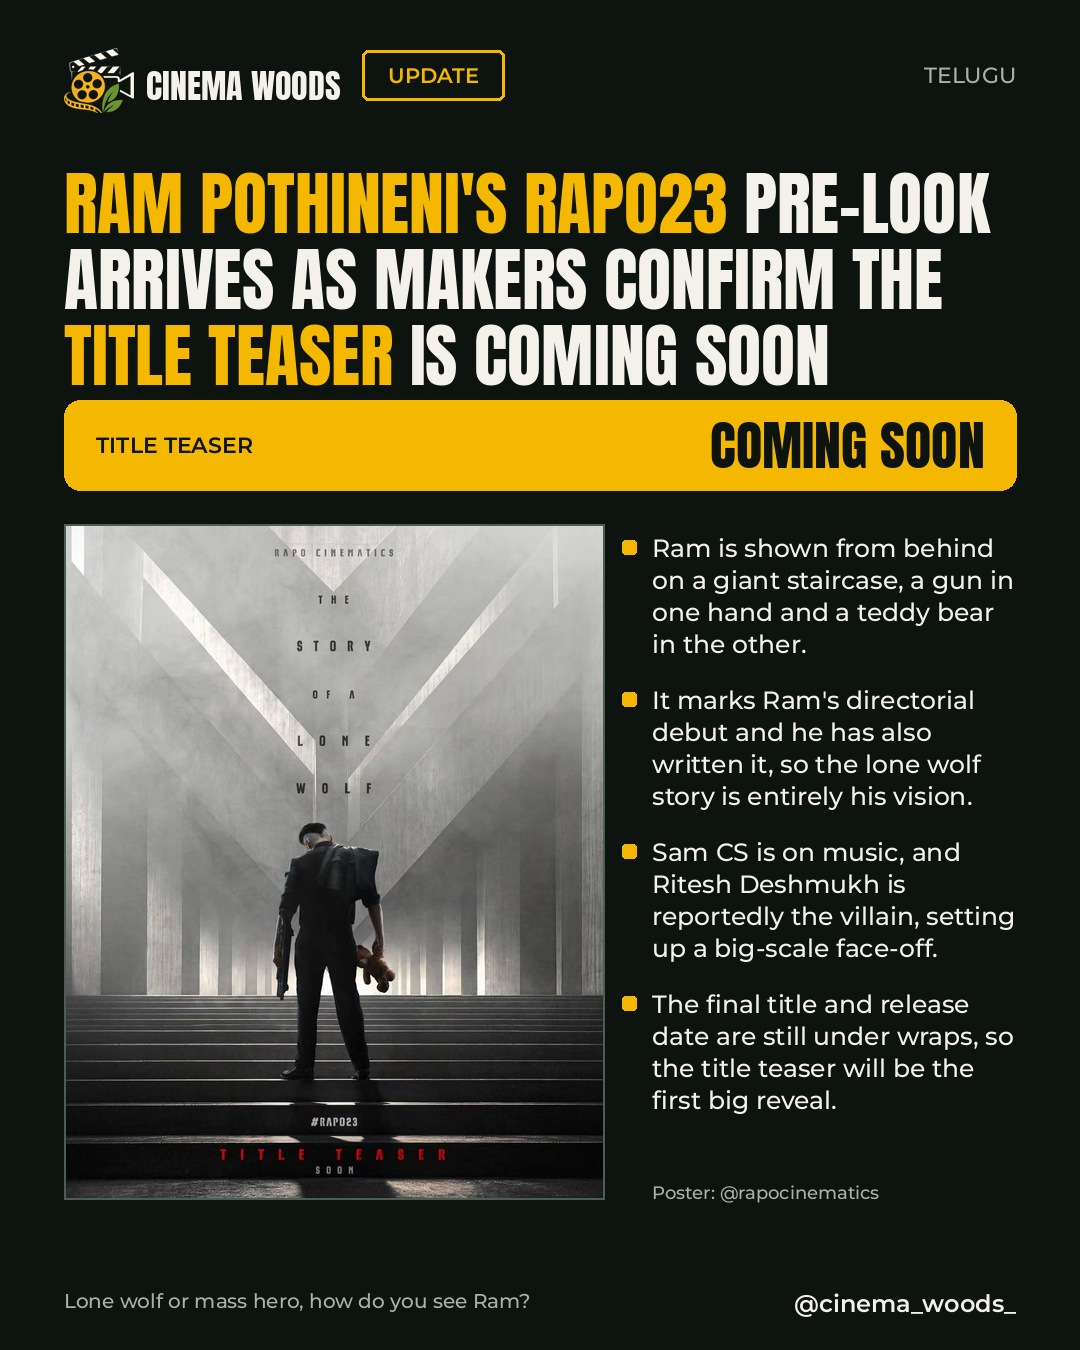 CINEMA WOODS
UPDATE
TELUGU
RAM POTHINENI'S RAPO23 PRE-LOOK
ARRIVES AS MAKERS CONFIRM THE
TITLE TEASER IS COMING SOON
TITLE TEASER
COMING SOON
RAPO CINEMATICS
THE
STORY
OF A
LONE
WOLF
#RAPO23
TITLE TEASER
SOON
Ram is shown from behind
on a giant staircase, a gun in
one hand and a teddy bear
in the other.
It marks Ram's directorial
debut and he has also
written it, so the lone wolf
story is entirely his vision.
Sam CS is on music, and
Ritesh Deshmukh is
reportedly the villain, setting
up a big-scale face-off.
The final title and release
date are still under wraps, so
the title teaser will be the
first big reveal.
Poster: @rapocinematics
Lone wolf or mass hero, how do you see Ram?
@cinema_woods_